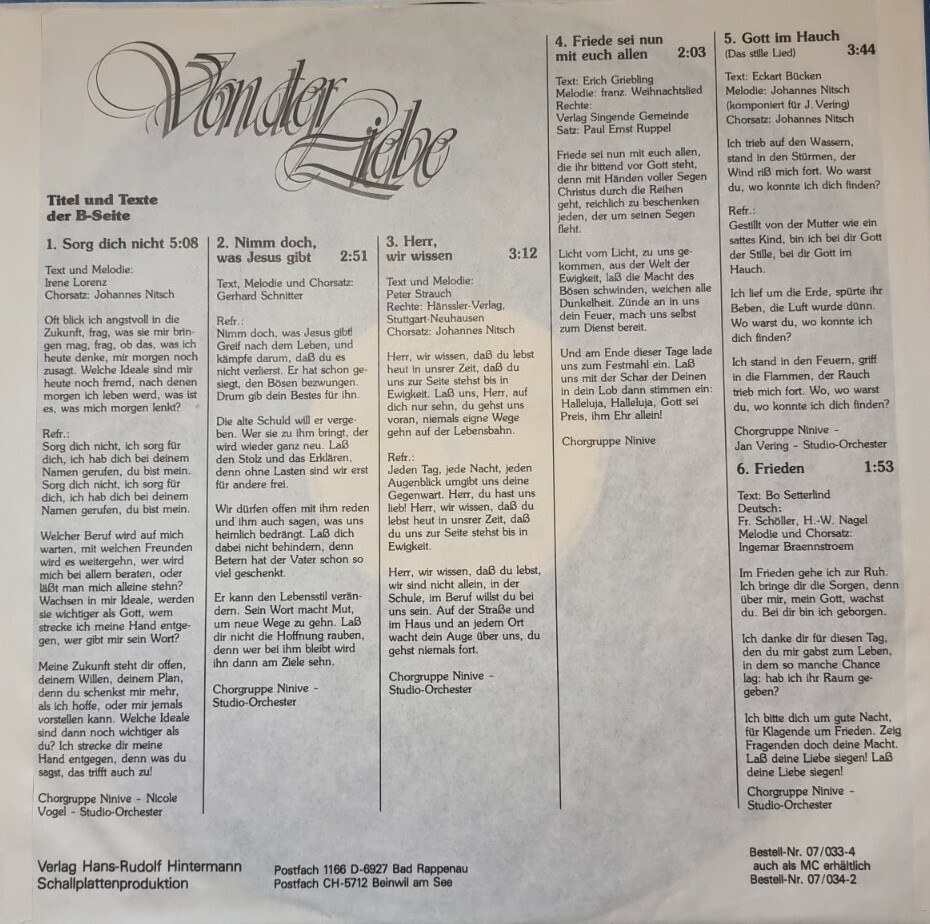 Von der
Liebe
Titel und Texte
der B-Seite
1. Sorg dich nicht 5:08
Text und Melodie:
Irene Lorenz
Chorsatz: Johannes Nitsch
Oft blick ich angstvoll in die
Zukunft, frag, was sie mir brin-
gen mag, frag, ob das, was ich
heute denke, mir morgen noch
zusagt. Welche Ideale sind mir
heute noch fremd, nach denen
morgen ich leben werd, was ist
es, was mich morgen lenkt?
Refr.:
Sorg dich nicht, ich sorg für
dich, ich hab dich bei deinem
Namen gerufen, du bist mein.
Sorg dich nicht, ich sorg für
dich, ich hab dich bei deinem
Namen gerufen, du bist mein.
Welcher Beruf wird auf mich
warten, mit welchen Freunden
wird es weitergehn, wer wird
mich bei allem beraten, oder
läßt man mich alleine stehn?
Wachsen in mir Ideale, werden
sie wichtiger als Gott, wem
strecke ich meine Hand entge-
gen, wer gibt mir sein Wort?
Meine Zukunft steht dir offen,
deinem Willen, deinem Plan,
denn du schenkst mir mehr,
als ich hoffe, oder mir jemals
vorstellen kann. Welche Ideale
sind dann noch wichtiger als
du? Ich strecke dir meine
Hand entgegen, denn was du
sagst, das trifft auch zu!
Chorgruppe Ninive - Nicole
Vogel - Studio-Orchester
2. Nimm doch,
was Jesus gibt 2:51
Text, Melodie und Chorsatz:
Gerhard Schnitter
Refr.:
Nimm doch, was Jesus gibt!
Greif nach dem Leben, und
kämpfe darum, daß du es
nicht verlierst. Er hat schon ge-
siegt, den Bösen bezwungen.
Drum gib dein Bestes für ihn.
Die alte Schuld will er verge-
ben. Wer sie zu ihm bringt, der
wird wieder ganz neu. Laß
den Stolz und das Erklären,
denn ohne Lasten sind wir erst
für andere frei.
Wir dürfen offen mit ihm reden
und ihm auch sagen, was uns
heimlich bedrängt. Laß dich
dabei nicht behindern, denn
Betern hat der Vater schon so
viel geschenkt.
Er kann den Lebensstil verän-
dern. Sein Wort macht Mut,
um neue Wege zu gehn. Laß
dir nicht die Hoffnung rauben,
denn wer bei ihm bleibt wird
ihn dann am Ziele sehn.
Chorgruppe Ninive -
Studio-Orchester
3. Herr,
wir wissen 3:12
Text und Melodie:
Peter Strauch
Rechte: Hänssler-Verlag,
Stuttgart-Neuhausen
Chorsatz: Johannes Nitsch
Herr, wir wissen, daß du lebst
heut in unsrer Zeit, daß du
uns zur Seite stehst bis in
Ewigkeit. Laß uns, Herr, auf
dich nur sehn, du gehst uns
voran, niemals eigne Wege
gehn auf der Lebensbahn.
Refr.:
Jeden Tag, jede Nacht, jeden
Augenblick umgibt uns deine
Gegenwart. Herr, du hast uns
lieb! Herr, wir wissen, daß du
lebst heut in unsrer Zeit, daß
du uns zur Seite stehst bis in
Ewigkeit.
Herr, wir wissen, daß du lebst,
wir sind nicht allein, in der
Schule, im Beruf willst du bei
uns sein. Auf der Straße und
im Haus und an jedem Ort
wacht dein Auge über uns, du
gehst niemals fort.
Chorgruppe Ninive -
Studio-Orchester
4. Friede sei nun
mit euch allen 2:03
Text: Erich Griebling
Melodie: franz. Weihnachtslied
Rechte:
Verlag Singende Gemeinde
Satz: Paul Ernst Ruppel
Friede sei nun mit euch allen,
die ihr bittend vor Gott steht,
denn mit Händen voller Segen
Christus durch die Reihen
geht, reichlich zu beschenken
jeden, der um seinen Segen
fleht.
Licht vom Licht, zu uns ge-
kommen, aus der Welt der
Ewigkeit, laß die Macht des
Bösen schwinden, weichen alle
Dunkelheit. Zünde an in uns
dein Feuer, mach uns selbst
zum Dienst bereit.
Und am Ende dieser Tage lade
uns zum Festmahl ein. Laß
uns mit der Schar der Deinen
in dein Lob dann stimmen ein:
Halleluja, Halleluja, Gott sei
Preis, ihm Ehr allein!
Chorgruppe Ninive
5. Gott im Hauch
(Das stille Lied) 3:44
Text: Eckart Bücken
Melodie: Johannes Nitsch
(komponiert für J. Vering)
Chorsatz: Johannes Nitsch
Ich trieb auf den Wassern,
stand in den Stürmen, der
Wind riß mich fort. Wo warst
du, wo konnte ich dich finden?
Refr.:
Gestillt von der Mutter wie ein
sattes Kind, bin ich bei dir Gott
der Stille, bei dir Gott im
Hauch.
Ich lief um die Erde, spürte ihr
Beben, die Luft wurde dünn.
Wo warst du, wo konnte ich
dich finden?
Ich stand in den Feuern, griff
in die Flammen, der Rauch
trieb mich fort. Wo, wo warst
du, wo konnte ich dich finden?
Chorgruppe Ninive -
Jan Vering - Studio-Orchester
6. Frieden 1:53
Text: Bo Setterlind
Deutsch:
Fr. Schöller, H.-W. Nagel
Melodie und Chorsatz:
Ingemar Braennstroem
Im Frieden gehe ich zur Ruh.
Ich bringe dir die Sorgen, denn
über mir, mein Gott, wachst
du. Bei dir bin ich geborgen.
Ich danke dir für diesen Tag,
den du mir gabst zum Leben,
in dem so manche Chance
lag: hab ich ihr Raum ge-
geben?
Ich bitte dich um gute Nacht,
für Klagende um Frieden. Zeig
Fragenden doch deine Macht.
Laß deine Liebe siegen! Laß
deine Liebe siegen!
Chorgruppe Ninive -
Studio-Orchester
Verlag Hans-Rudolf Hintermann
Schallplattenproduktion
Postfach 1166 D-6927 Bad Rappenau
Postfach CH-5712 Beinwil am See
Bestell-Nr. 07/033-4
auch als MC erhältlich
Bestell-Nr. 07/034-2